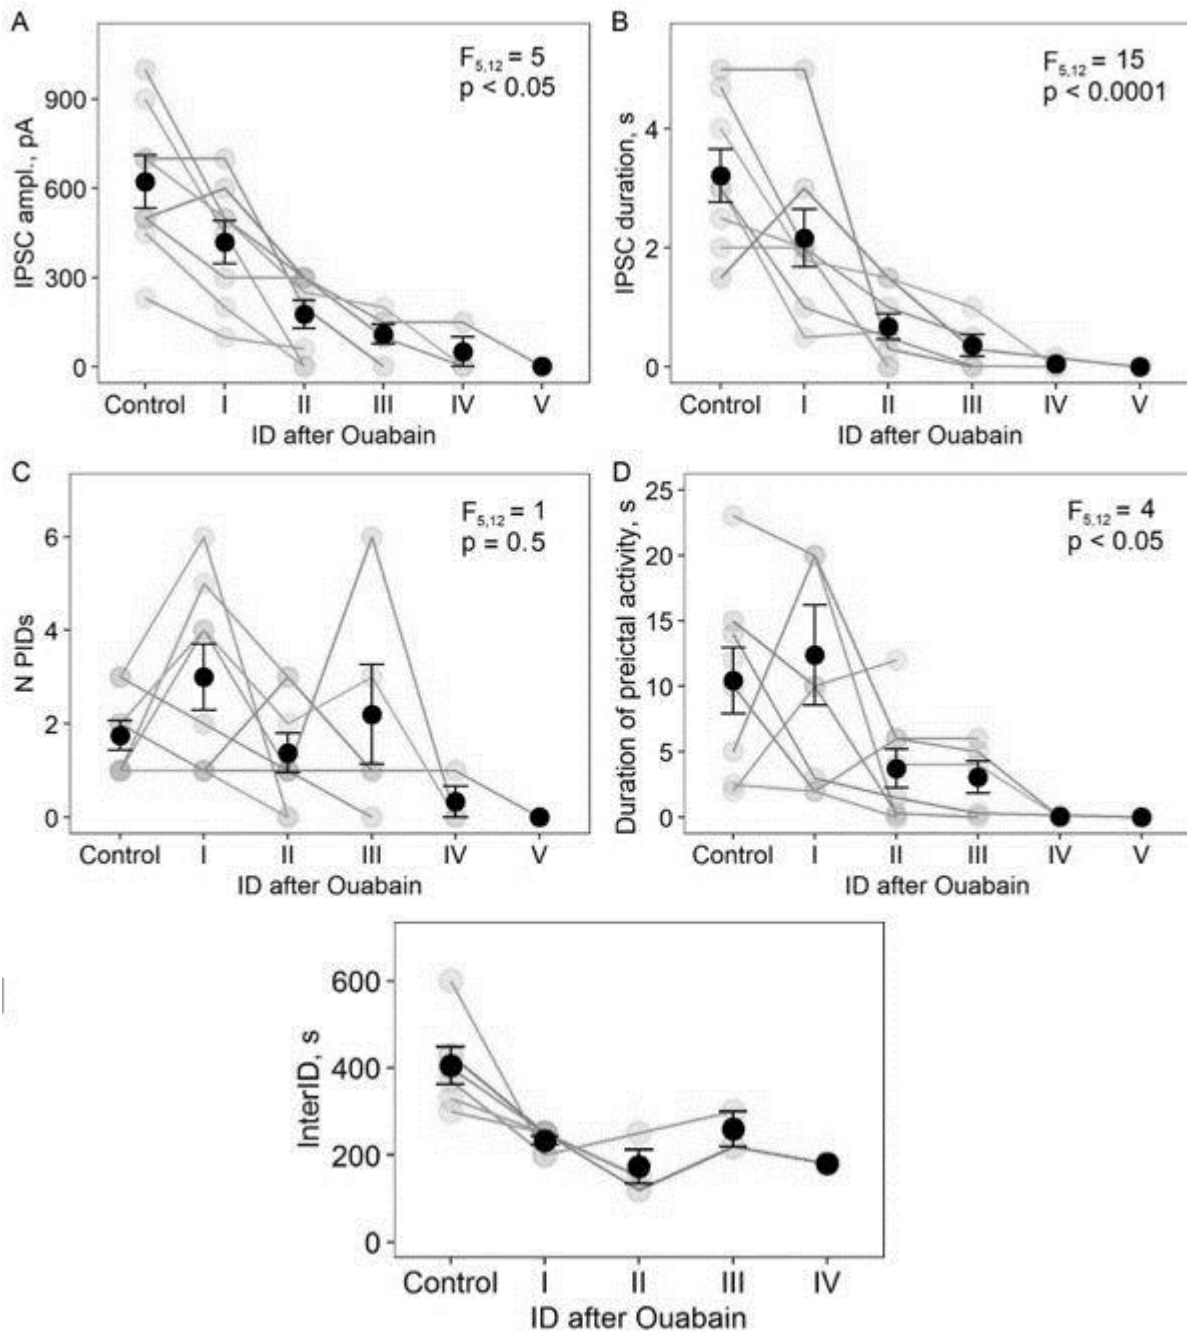 A
F5,12 = 5
p < 0.05
IPSC ampl., pA
900
600
300
0
Control I II III IV V
ID after Ouabain
B
F5,12 = 15
p < 0.0001
IPSC duration, s
4
2
0
Control I II III IV V
ID after Ouabain
C
F5,12 = 1
p = 0.5
N PIDs
6
4
2
0
Control I II III IV V
ID after Ouabain
D
F5,12 = 4
p < 0.05
Duration of preictal activity, s
25
20
15
10
5
0
Control I II III IV V
ID after Ouabain
InterID, s
600
400
200
0
Control I II III IV
ID after Ouabain